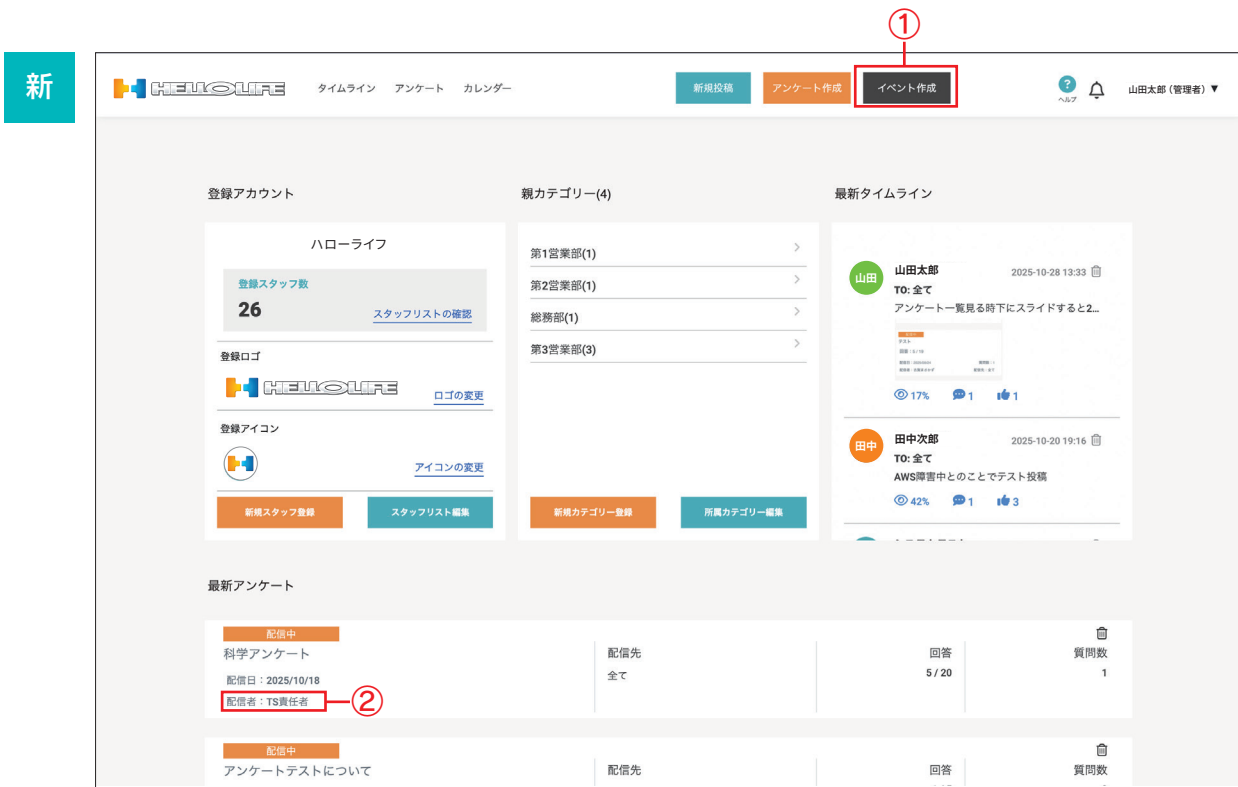 ①
新
HELLOLIFE タイムライン アンケート カレンダー 新規投稿 アンケート作成 イベント作成 ? ヘルプ 山田太郎 (管理者) ▼
登録アカウント
ハローライフ
登録スタッフ数
26 スタッフリストの確認
登録ロゴ
HELLOLIFE ロゴの変更
登録アイコン
アイコンの変更
新規スタッフ登録 スタッフリスト編集
親カテゴリー(4)
第1営業部(1)
第2営業部(1)
総務部(1)
第3営業部(3)
新規カテゴリー登録 所属カテゴリー編集
最新タイムライン
山田 山田太郎 2025-10-28 13:33
TO: 全て
アンケート一覧見る時下にスライドすると2...
配信中
テスト
回答:5/18
17% 1 1
田中 田中次郎 2025-10-20 19:16
TO: 全て
AWS障害中とのことでテスト投稿
42% 1 3
最新アンケート
配信中
科学アンケート 配信先 回答 質問数
配信日:2025/10/18 全て 5 / 20 1
配信者:TS責任者 ②
配信中
アンケートテストについて 配信先 回答 質問数